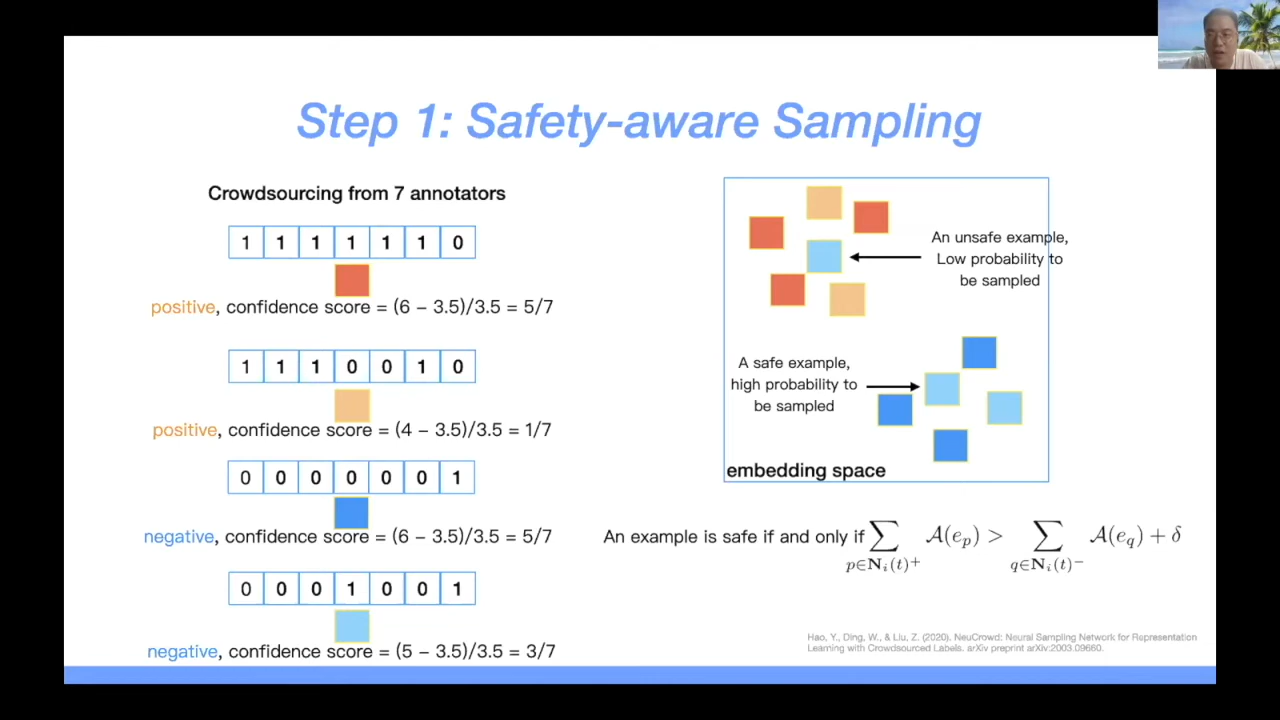 Step 1: Safety-aware Sampling
Crowdsourcing from 7 annotators
1 1 1 1 1 1 0
positive, confidence score = (6 − 3.5)/3.5 = 5/7
1 1 1 0 0 1 0
positive, confidence score = (4 − 3.5)/3.5 = 1/7
0 0 0 0 0 0 1
negative, confidence score = (6 − 3.5)/3.5 = 5/7
0 0 0 1 0 0 1
negative, confidence score = (5 − 3.5)/3.5 = 3/7
An unsafe example,
Low probability to
be sampled
A safe example,
high probability to
be sampled
embedding space
An example is safe if and only if ∑_{p∈N_i(t)^+} A(e_p) > ∑_{q∈N_i(t)^−} A(e_q) + δ
Hao, Y., Ding, W., & Liu, Z. (2020). NeuCrowd: Neural Sampling Network for Representation
Learning with Crowdsourced Labels. arXiv preprint arXiv:2003.09660.